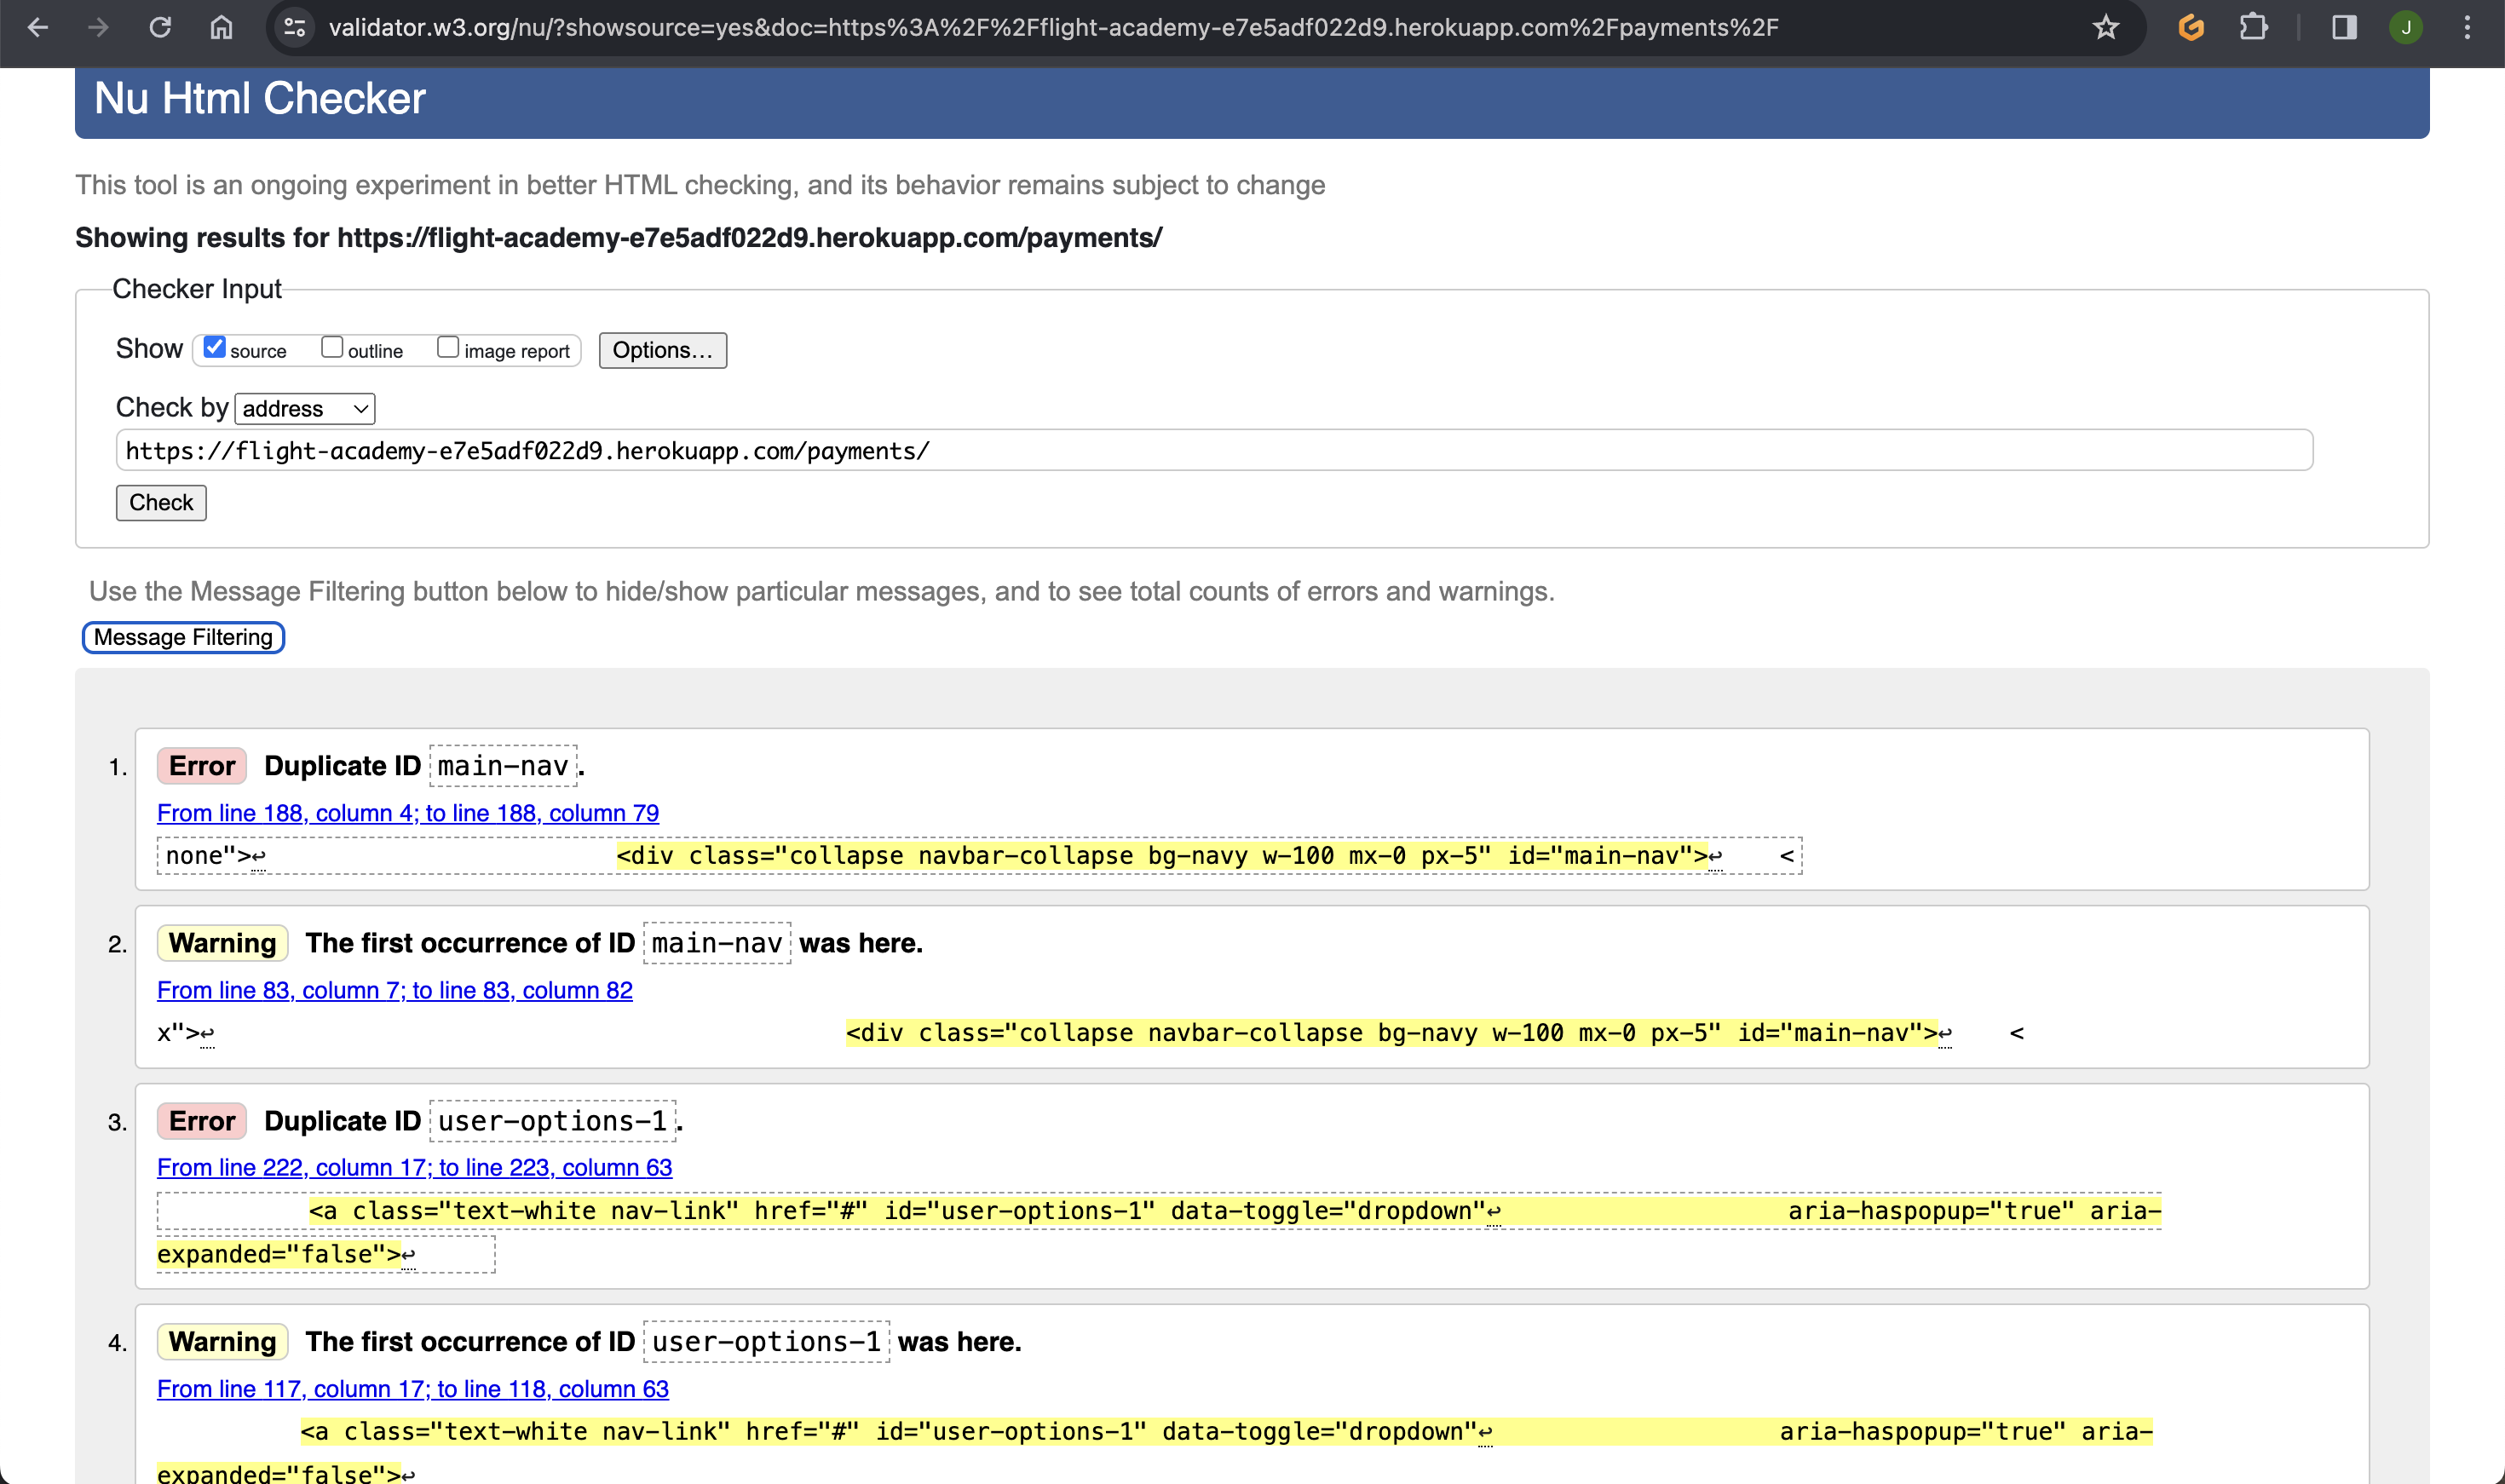 validator.w3.org/nu/?showsource=yes&doc=https%3A%2F%2Fflight-academy-e7e5adf022d9.herokuapp.com%2Fpayments%2F
J
Nu Html Checker
This tool is an ongoing experiment in better HTML checking, and its behavior remains subject to change
Showing results for https://flight-academy-e7e5adf022d9.herokuapp.com/payments/
Checker Input
Show source outline image report Options...
Check by address
https://flight-academy-e7e5adf022d9.herokuapp.com/payments/
Check
Use the Message Filtering button below to hide/show particular messages, and to see total counts of errors and warnings.
Message Filtering
1. Error Duplicate ID main-nav.
From line 188, column 4; to line 188, column 79
none">↩ <div class="collapse navbar-collapse bg-navy w-100 mx-0 px-5" id="main-nav">↩ <
2. Warning The first occurrence of ID main-nav was here.
From line 83, column 7; to line 83, column 82
x">↩ <div class="collapse navbar-collapse bg-navy w-100 mx-0 px-5" id="main-nav">↩ <
3. Error Duplicate ID user-options-1.
From line 222, column 17; to line 223, column 63
<a class="text-white nav-link" href="#" id="user-options-1" data-toggle="dropdown"↩ aria-haspopup="true" aria-
expanded="false">↩
4. Warning The first occurrence of ID user-options-1 was here.
From line 117, column 17; to line 118, column 63
<a class="text-white nav-link" href="#" id="user-options-1" data-toggle="dropdown"↩ aria-haspopup="true" aria-
expanded="false">↩